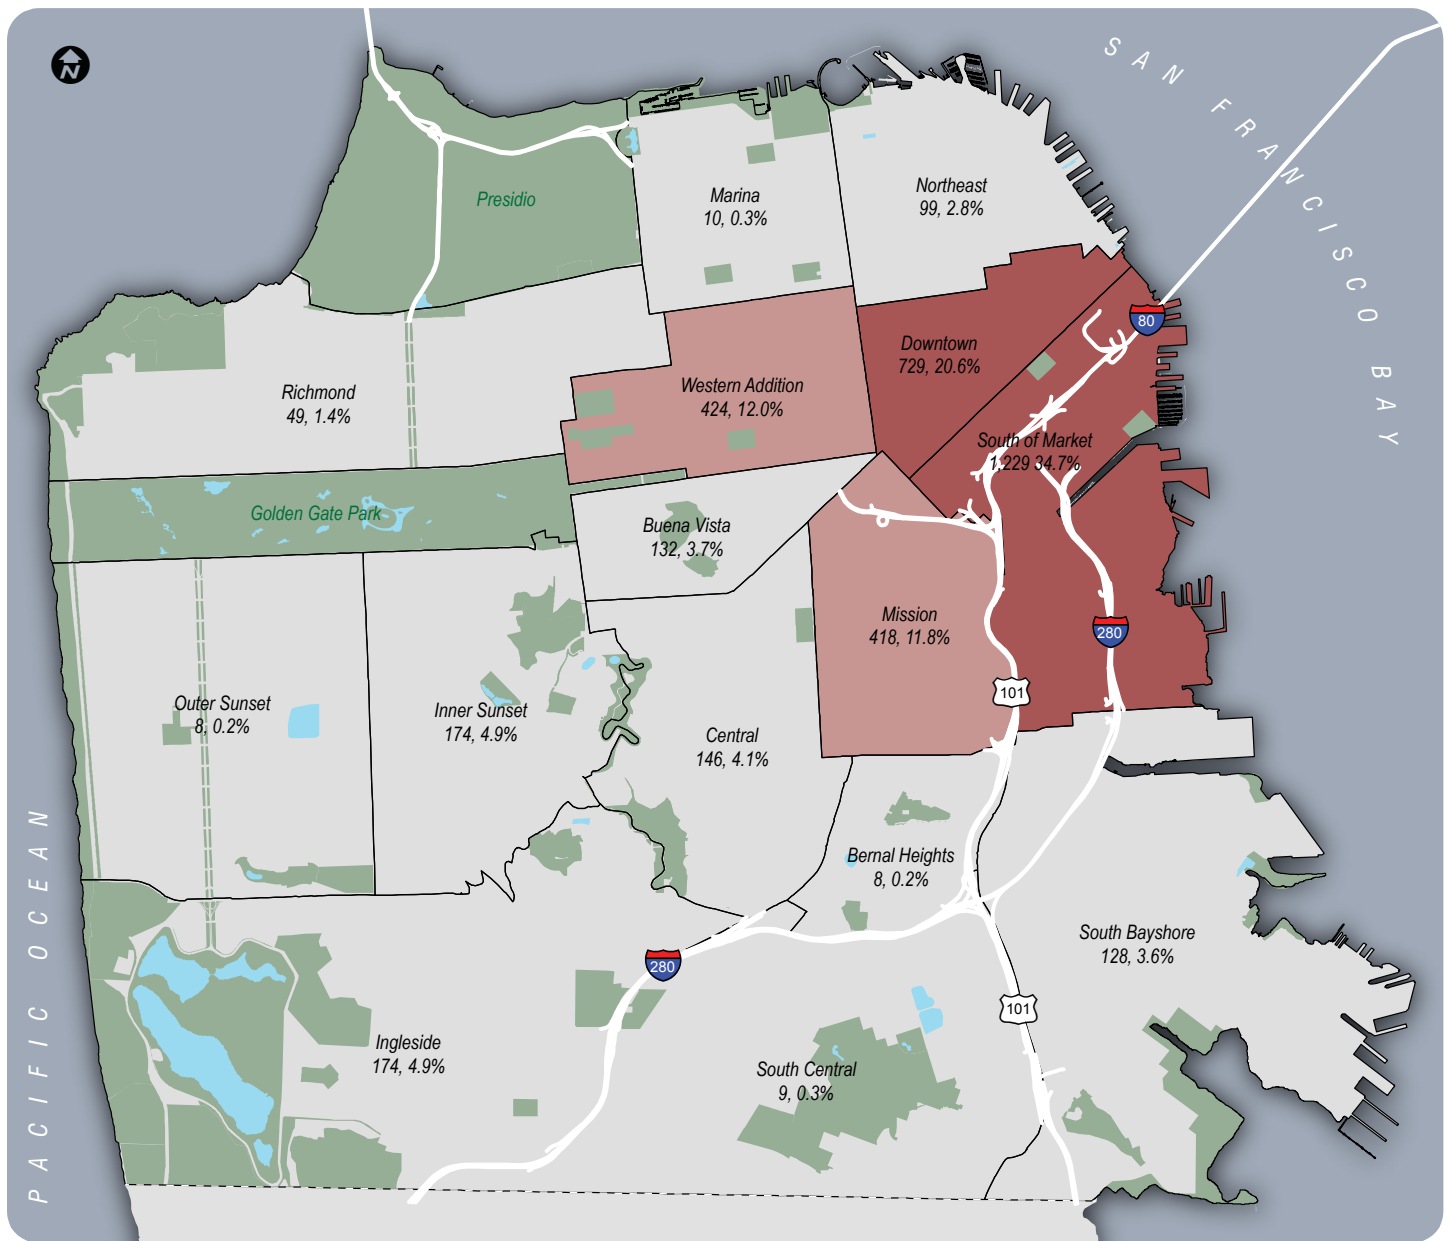 N
SAN FRANCISCO BAY
Presidio
Marina
10, 0.3%
Northeast
99, 2.8%
80
Downtown
729, 20.6%
Western Addition
424, 12.0%
Richmond
49, 1.4%
South of Market
1,229 34.7%
Golden Gate Park
Buena Vista
132, 3.7%
Mission
418, 11.8%
280
101
Outer Sunset
8, 0.2%
Inner Sunset
174, 4.9%
Central
146, 4.1%
Bernal Heights
8, 0.2%
PACIFIC OCEAN
280
South Bayshore
128, 3.6%
101
Ingleside
174, 4.9%
South Central
9, 0.3%